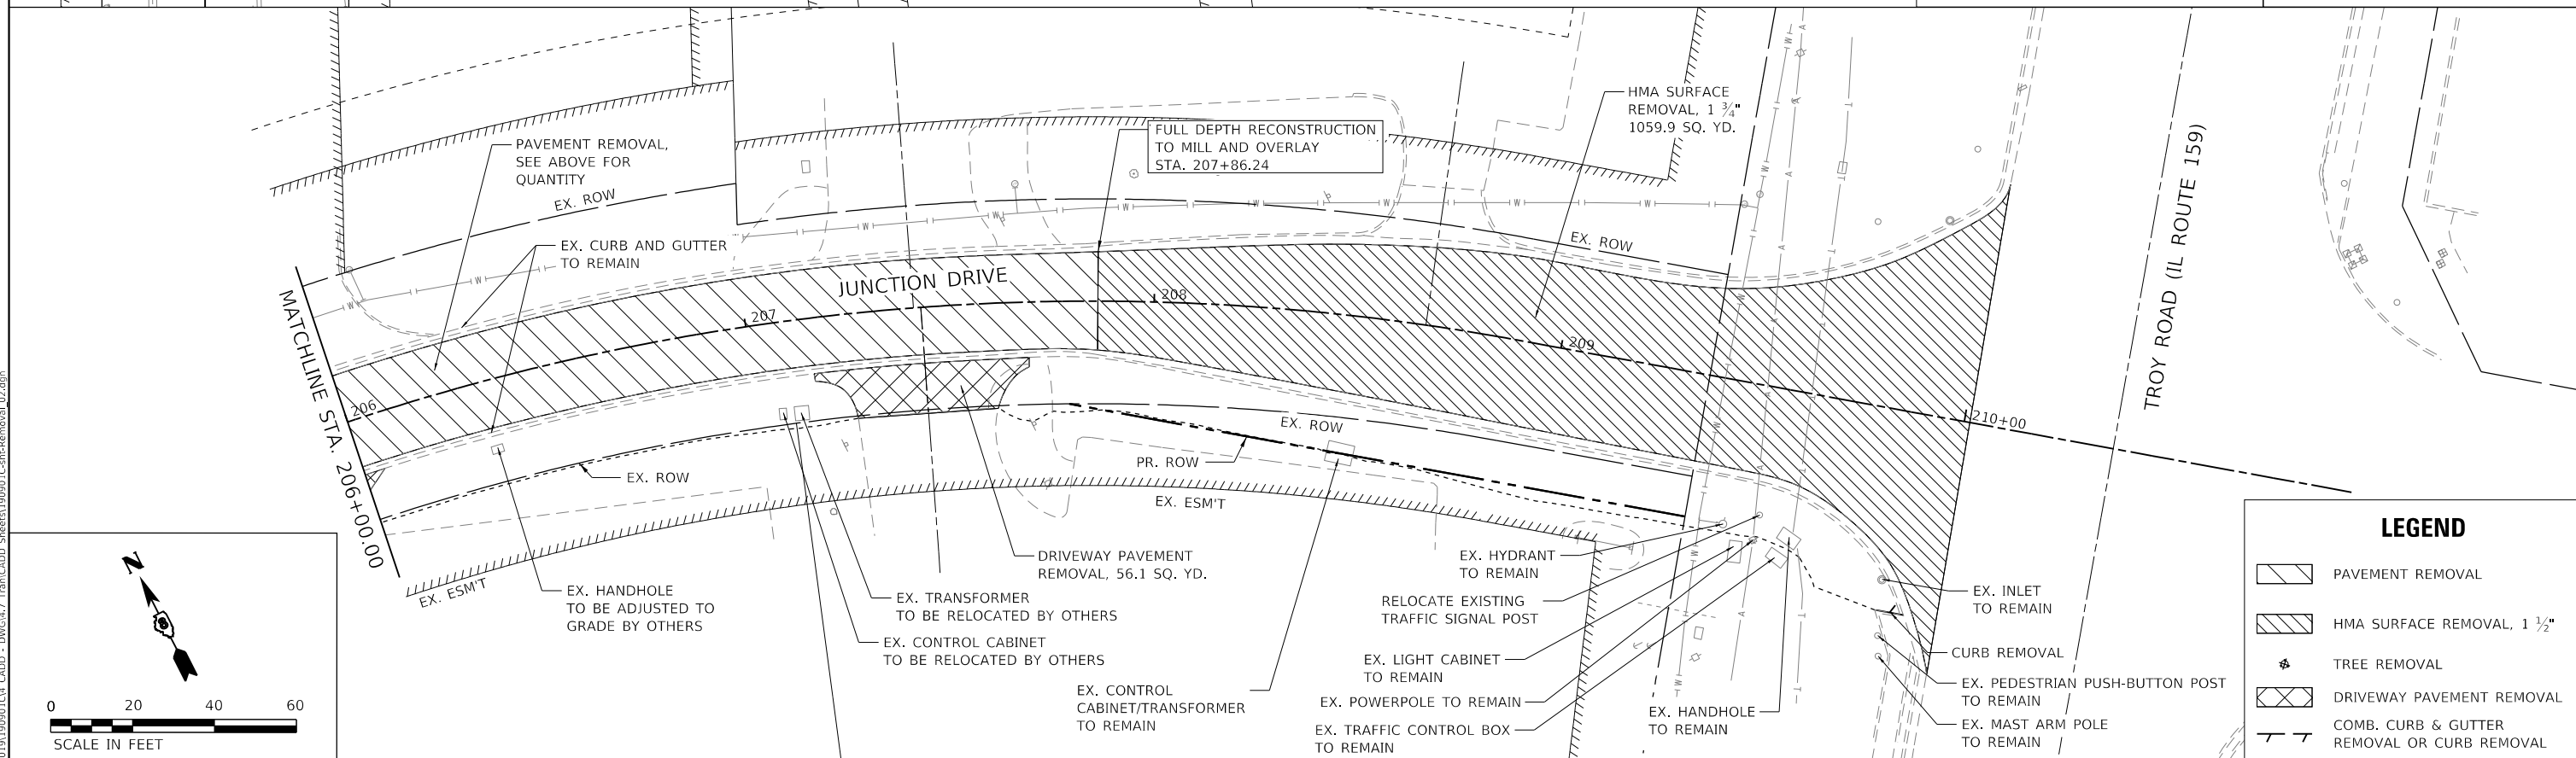 HMA SURFACE
REMOVAL, 1 ¾"
1059.9 SQ. YD.
FULL DEPTH RECONSTRUCTION
TO MILL AND OVERLAY
STA. 207+86.24
PAVEMENT REMOVAL,
SEE ABOVE FOR
QUANTITY
EX. ROW
EX. CURB AND GUTTER
TO REMAIN
EX. ROW
JUNCTION DRIVE
TROY ROAD (IL ROUTE 159)
MATCHLINE STA. 206+00.00
206
207
208
209
210+00
EX. ROW
PR. ROW
EX. ROW
EX. ESM'T
EX. ESM'T
DRIVEWAY PAVEMENT
REMOVAL, 56.1 SQ. YD.
EX. HANDHOLE
TO BE ADJUSTED TO
GRADE BY OTHERS
EX. TRANSFORMER
TO BE RELOCATED BY OTHERS
EX. CONTROL CABINET
TO BE RELOCATED BY OTHERS
EX. CONTROL
CABINET/TRANSFORMER
TO REMAIN
EX. HYDRANT
TO REMAIN
RELOCATE EXISTING
TRAFFIC SIGNAL POST
EX. LIGHT CABINET
TO REMAIN
EX. POWERPOLE TO REMAIN
EX. TRAFFIC CONTROL BOX
TO REMAIN
EX. HANDHOLE
TO REMAIN
EX. INLET
TO REMAIN
CURB REMOVAL
EX. PEDESTRIAN PUSH-BUTTON POST
TO REMAIN
EX. MAST ARM POLE
TO REMAIN
N
0 20 40 60
SCALE IN FEET
LEGEND
PAVEMENT REMOVAL
HMA SURFACE REMOVAL, 1 ½"
TREE REMOVAL
DRIVEWAY PAVEMENT REMOVAL
COMB. CURB & GUTTER
REMOVAL OR CURB REMOVAL